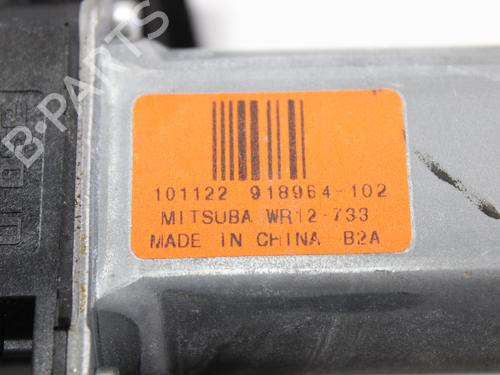 B-PARTS
101122 918964-102
MITSUBA WR12-733
MADE IN CHINA B2A